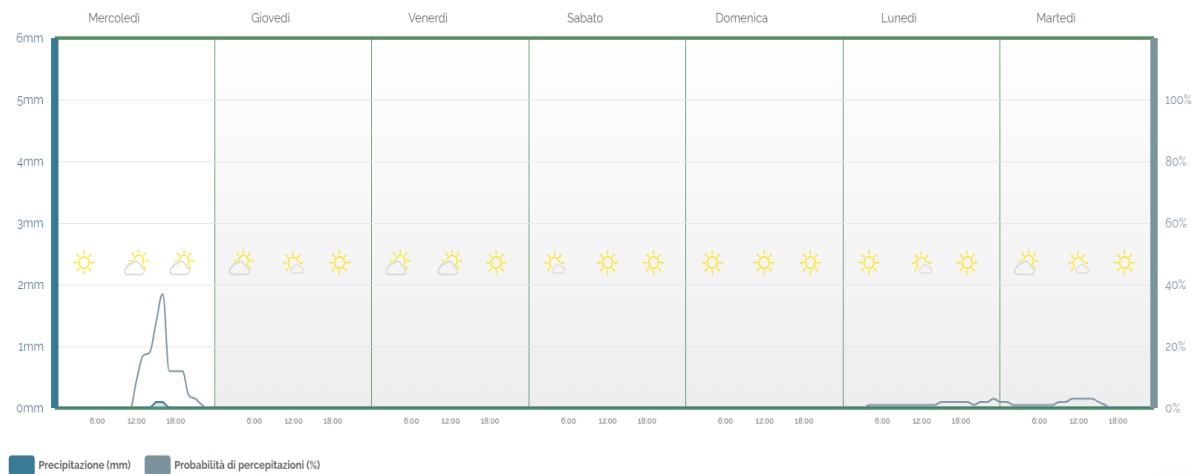 Mercoledì Giovedì Venerdì Sabato Domenica Lunedì Martedì
6mm
5mm 100%
4mm 80%
3mm 60%
2mm 40%
1mm 20%
0mm 0%
6:00 12:00 18:00 6:00 12:00 18:00 6:00 12:00 18:00 6:00 12:00 18:00 6:00 12:00 18:00 6:00 12:00 18:00 6:00 12:00 18:00
Precipitazione (mm) Probabilità di percepitazioni (%)